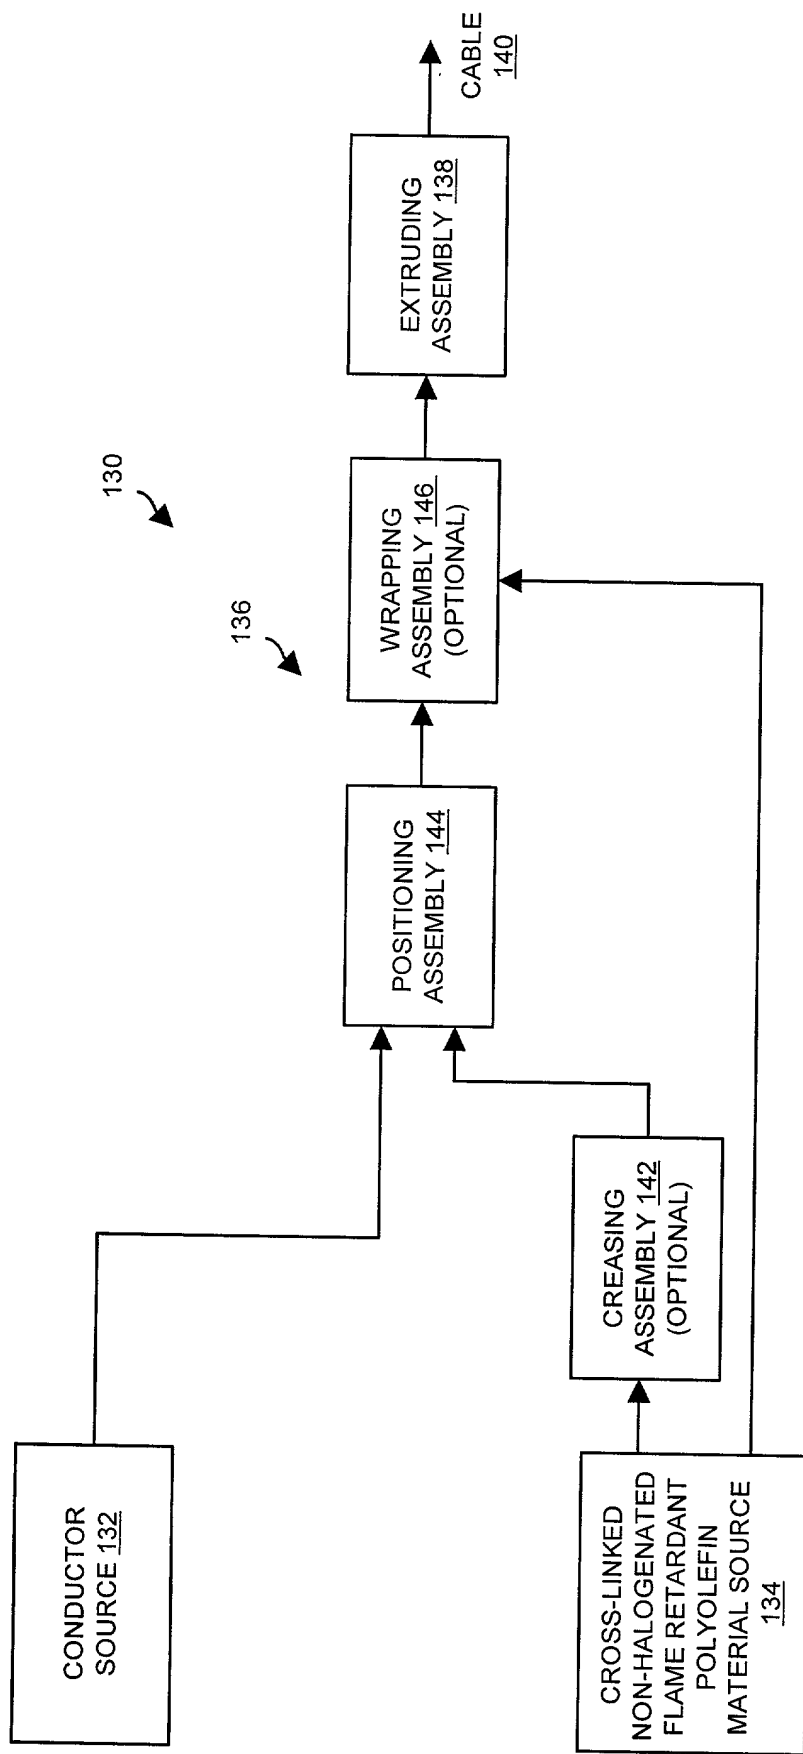 130
136
CONDUCTOR
SOURCE 132
CROSS-LINKED
NON-HALOGENATED
FLAME RETARDANT
POLYOLEFIN
MATERIAL SOURCE
134
CREASING
ASSEMBLY 142
(OPTIONAL)
POSITIONING
ASSEMBLY 144
WRAPPING
ASSEMBLY 146
(OPTIONAL)
EXTRUDING
ASSEMBLY 138
CABLE
140